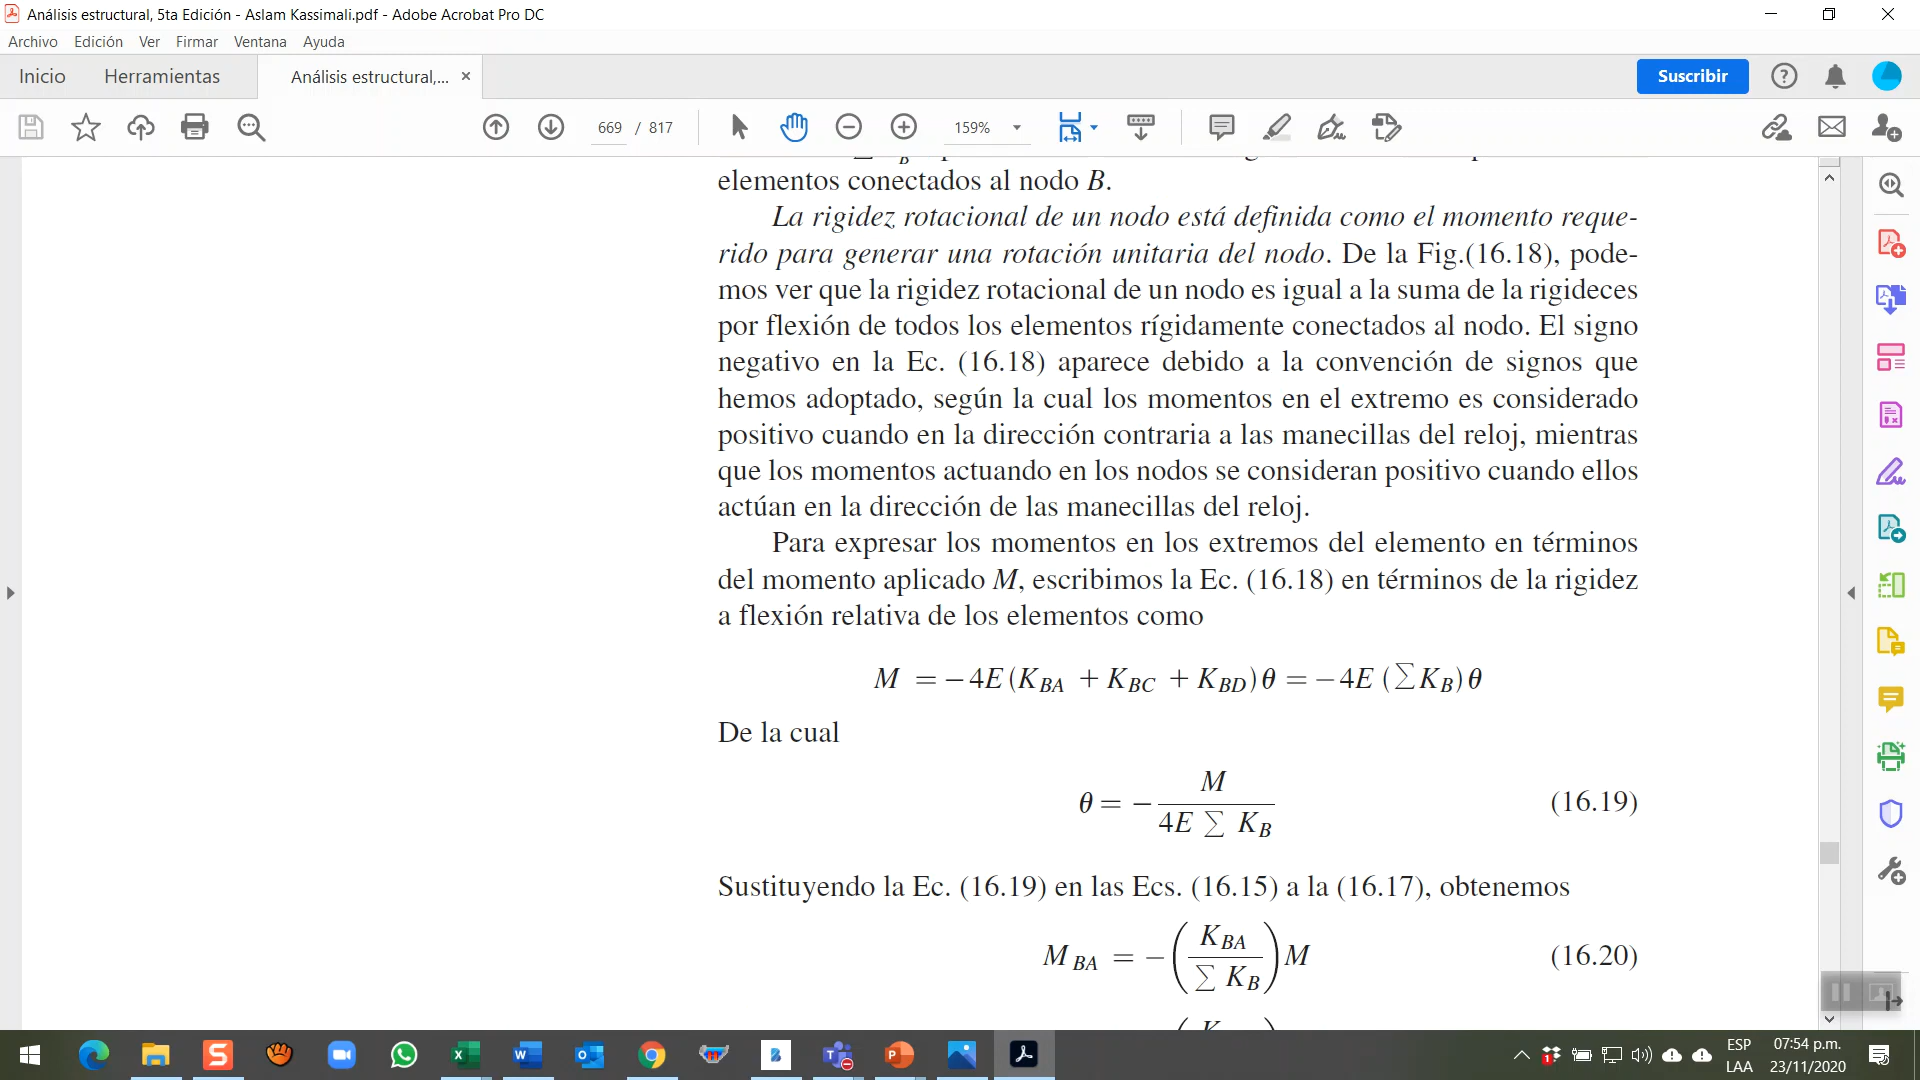 Análisis estructural, 5ta Edición - Aslam Kassimali.pdf - Adobe Acrobat Pro DC
Archivo Edición Ver Firmar Ventana Ayuda
Inicio Herramientas Análisis estructural,... × Suscribir
669 / 817 159%
elementos conectados al nodo B.
La rigidez rotacional de un nodo está definida como el momento reque-
rido para generar una rotación unitaria del nodo. De la Fig.(16.18), pode-
mos ver que la rigidez rotacional de un nodo es igual a la suma de la rigideces
por flexión de todos los elementos rígidamente conectados al nodo. El signo
negativo en la Ec. (16.18) aparece debido a la convención de signos que
hemos adoptado, según la cual los momentos en el extremo es considerado
positivo cuando en la dirección contraria a las manecillas del reloj, mientras
que los momentos actuando en los nodos se consideran positivo cuando ellos
actúan en la dirección de las manecillas del reloj.
Para expresar los momentos en los extremos del elemento en términos
del momento aplicado M, escribimos la Ec. (16.18) en términos de la rigidez
a flexión relativa de los elementos como
M = −4E(K_BA + K_BC + K_BD)θ = −4E(∑K_B)θ
De la cual
θ = − M / (4E ∑ K_B) (16.19)
Sustituyendo la Ec. (16.19) en las Ecs. (16.15) a la (16.17), obtenemos
M_BA = −(K_BA / ∑ K_B) M (16.20)
ESP 07:54 p.m.
LAA 23/11/2020